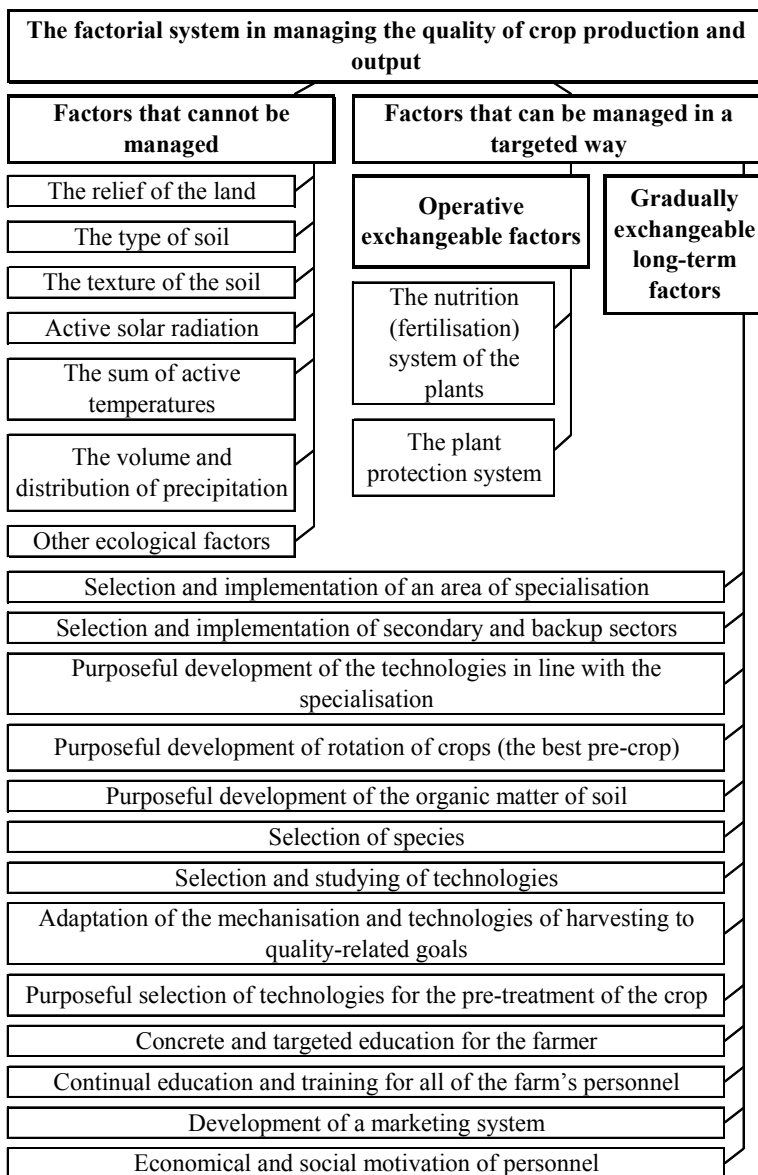 The factorial system in managing the quality of crop production and
output
Factors that cannot be
managed
Factors that can be managed in a
targeted way
The relief of the land
The type of soil
The texture of the soil
Active solar radiation
The sum of active
temperatures
The volume and
distribution of precipitation
Other ecological factors
Operative
exchangeable factors
The nutrition
(fertilisation)
system of the
plants
The plant
protection system
Gradually
exchangeable
long-term
factors
Selection and implementation of an area of specialisation
Selection and implementation of secondary and backup sectors
Purposeful development of the technologies in line with the
specialisation
Purposeful development of rotation of crops (the best pre-crop)
Purposeful development of the organic matter of soil
Selection of species
Selection and studying of technologies
Adaptation of the mechanisation and technologies of harvesting to
quality-related goals
Purposeful selection of technologies for the pre-treatment of the crop
Concrete and targeted education for the farmer
Continual education and training for all of the farm's personnel
Development of a marketing system
Economical and social motivation of personnel